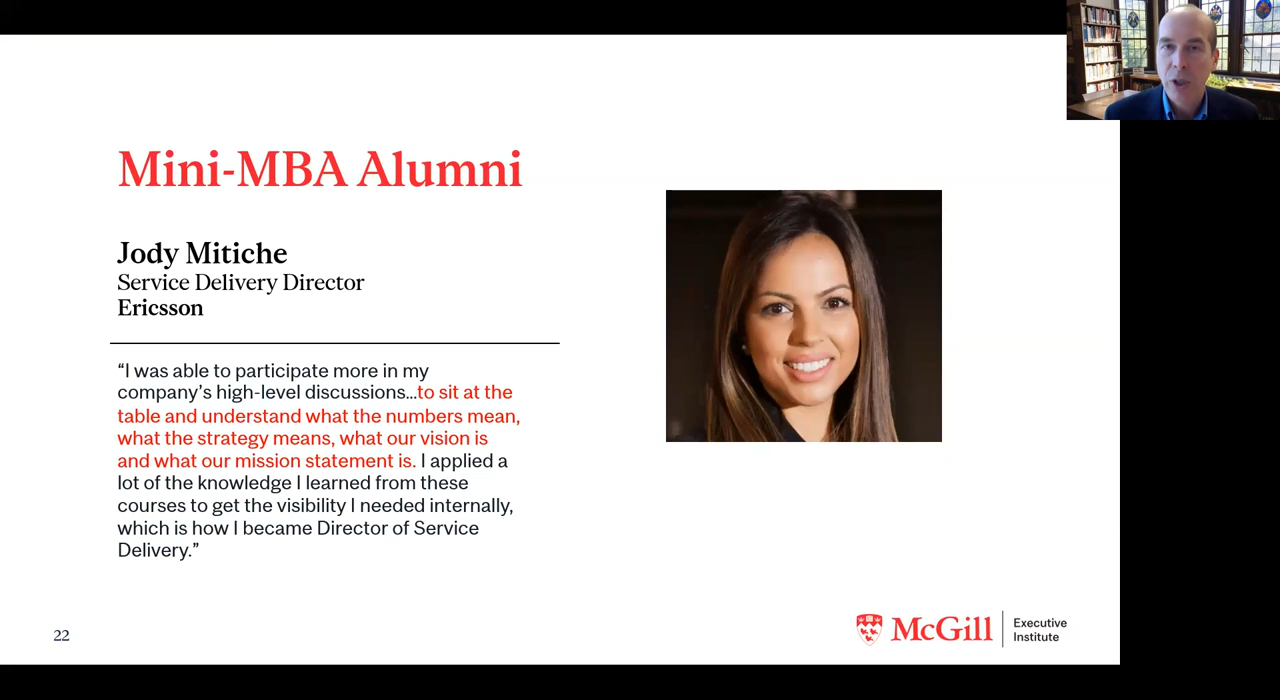 Mini-MBA Alumni
Jody Mitiche
Service Delivery Director
Ericsson
“I was able to participate more in my
company’s high-level discussions...to sit at the
table and understand what the numbers mean,
what the strategy means, what our vision is
and what our mission statement is. I applied a
lot of the knowledge I learned from these
courses to get the visibility I needed internally,
which is how I became Director of Service
Delivery.”
22
McGill
Executive
Institute